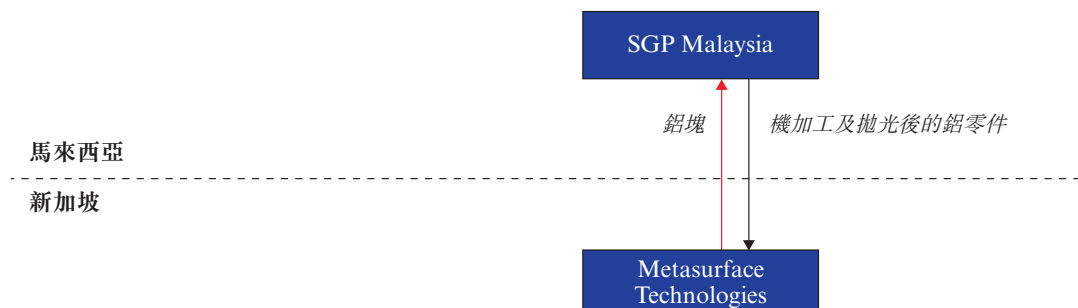 SGP Malaysia
鋁塊
機加工及拋光後的鋁零件
馬來西亞
新加坡
Metasurface
Technologies